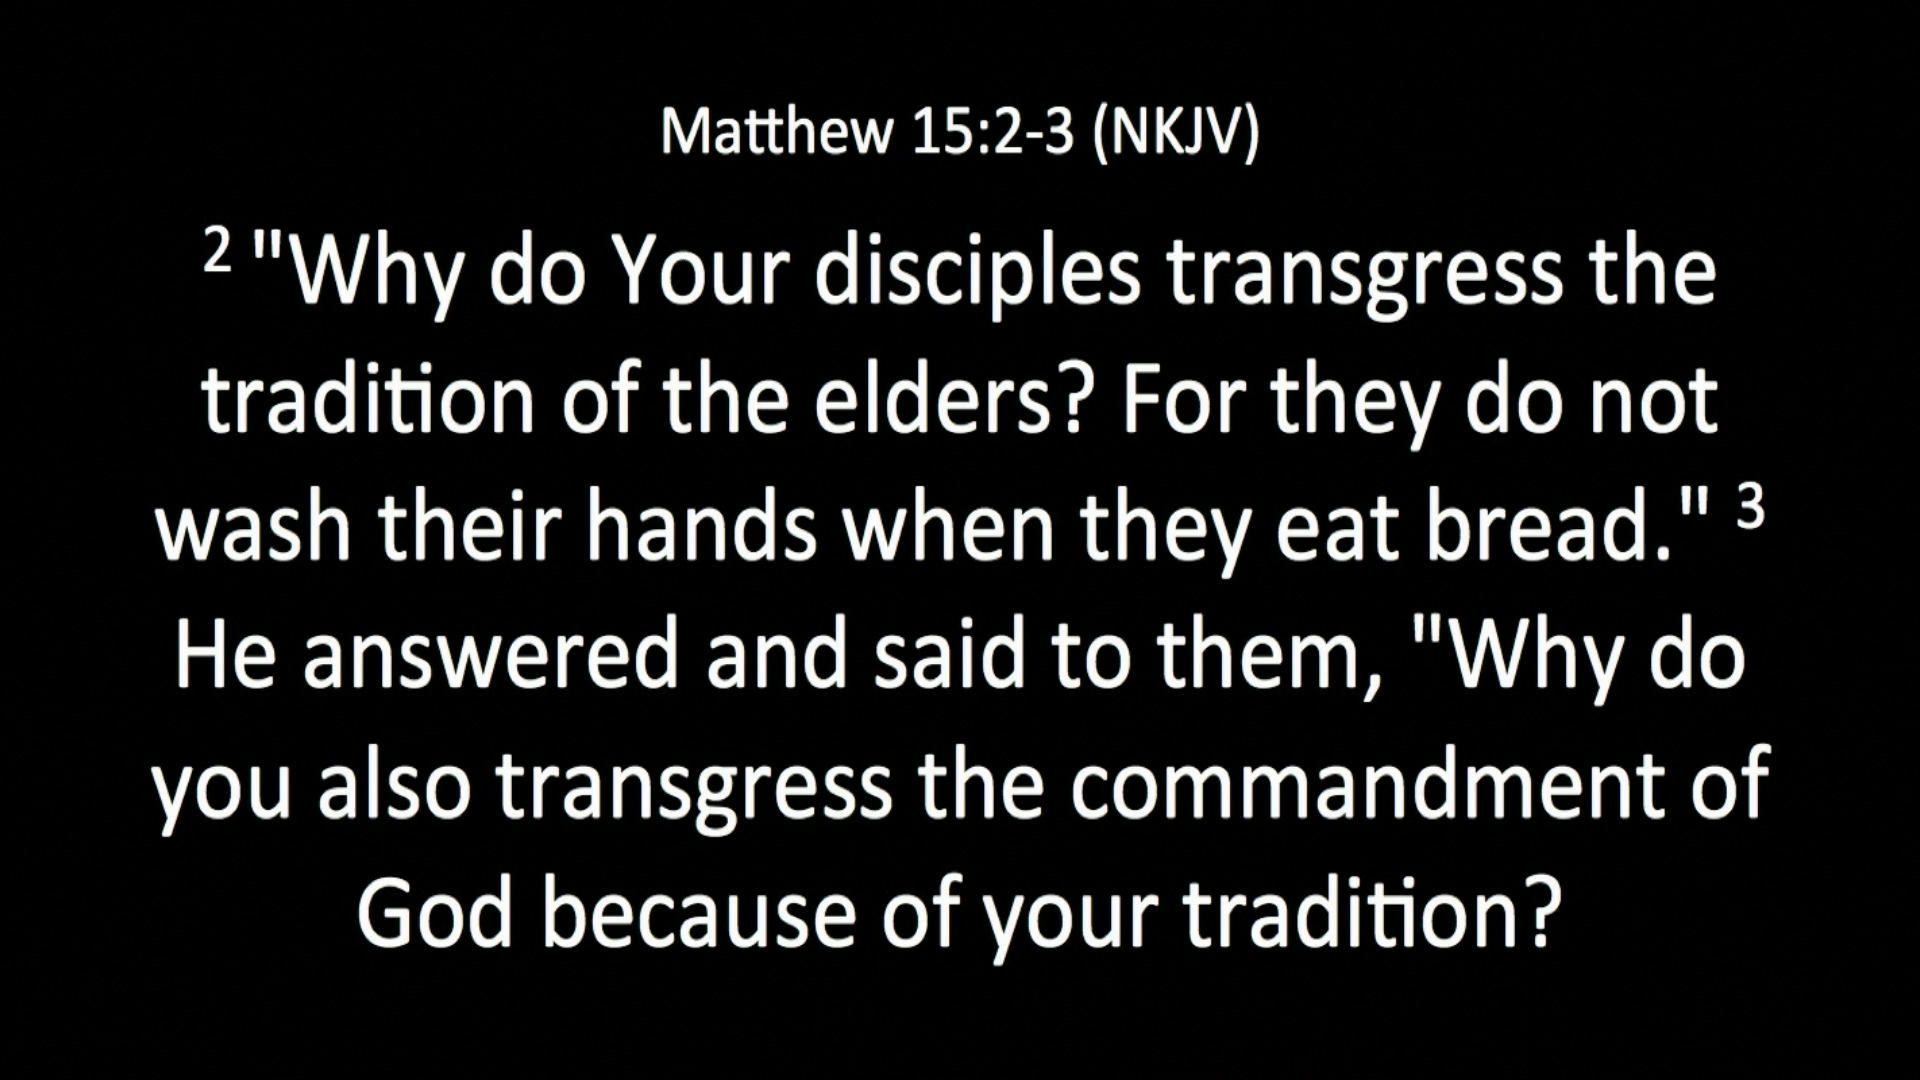 Matthew 15:2-3 (NKJV)
2 "Why do Your disciples transgress the
tradition of the elders? For they do not
wash their hands when they eat bread." 3
He answered and said to them, "Why do
you also transgress the commandment of
God because of your tradition?